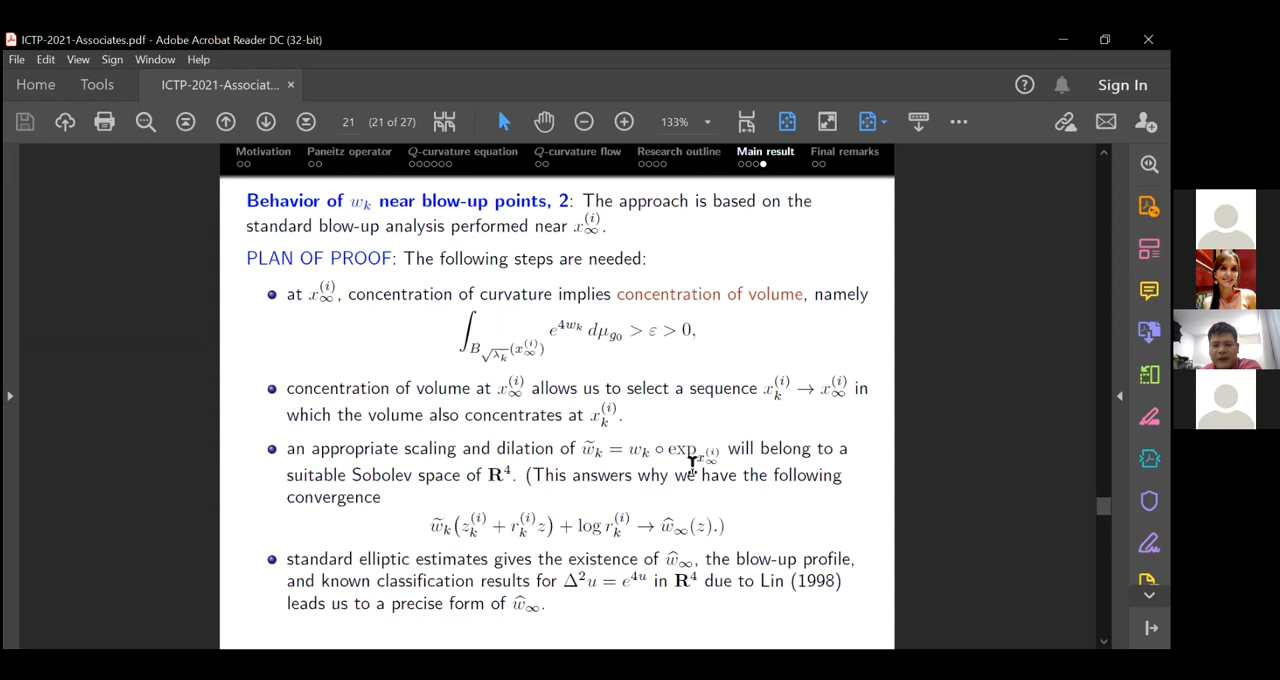 ICTP-2021-Associates.pdf - Adobe Acrobat Reader DC (32-bit)
File Edit View Sign Window Help
Home Tools ICTP-2021-Associat... × Sign In
21 (21 of 27) 133%
Motivation Paneitz operator Q-curvature equation Q-curvature flow Research outline Main result Final remarks
Behavior of w_k near blow-up points, 2: The approach is based on the
standard blow-up analysis performed near x_∞^(i).
PLAN OF PROOF: The following steps are needed:
at x_∞^(i), concentration of curvature implies concentration of volume, namely
∫_{B_{√λ_k}(x_∞^(i))} e^{4w_k} dμ_{g_0} > ε > 0,
concentration of volume at x_∞^(i) allows us to select a sequence x_k^(i) → x_∞^(i) in
which the volume also concentrates at x_k^(i).
an appropriate scaling and dilation of w̃_k = w_k ∘ exp_{x_∞^(i)} will belong to a
suitable Sobolev space of R^4. (This answers why we have the following
convergence
w̃_k(z_k^(i) + r_k^(i) z) + log r_k^(i) → ŵ_∞(z).)
standard elliptic estimates gives the existence of ŵ_∞, the blow-up profile,
and known classification results for Δ²u = e^{4u} in R^4 due to Lin (1998)
leads us to a precise form of ŵ_∞.